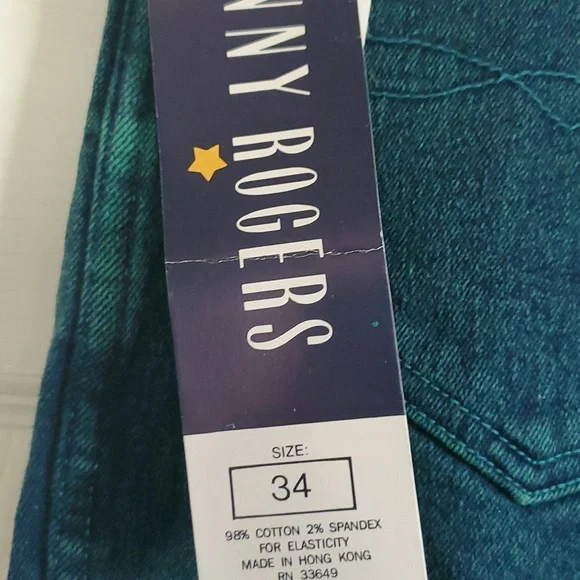 NNY ROGERS
SIZE:
34
98% COTTON 2% SPANDEX
FOR ELASTICITY
MADE IN HONG KONG
RN 33649